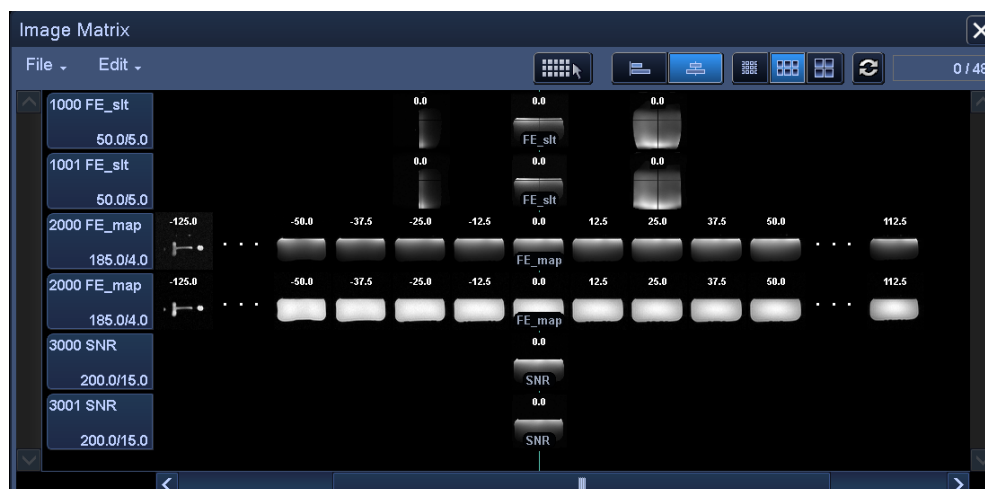 Image Matrix
File Edit
0 / 48
1000 FE_slt
50.0/5.0
0.0 0.0 0.0
FE_slt
1001 FE_slt
50.0/5.0
0.0 0.0 0.0
FE_slt
2000 FE_map
185.0/4.0
-125.0 -50.0 -37.5 -25.0 -12.5 0.0 12.5 25.0 37.5 50.0 112.5
FE_map
2000 FE_map
185.0/4.0
-125.0 -50.0 -37.5 -25.0 -12.5 0.0 12.5 25.0 37.5 50.0 112.5
FE_map
3000 SNR
200.0/15.0
0.0
SNR
3001 SNR
200.0/15.0
0.0
SNR